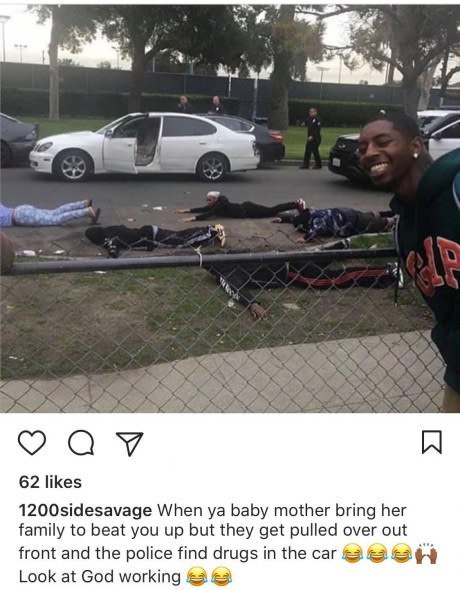 GAP
62 likes
1200sidesavage When ya baby mother bring her
family to beat you up but they get pulled over out
front and the police find drugs in the car 😂😂😂🙌🏾
Look at God working 😂😂